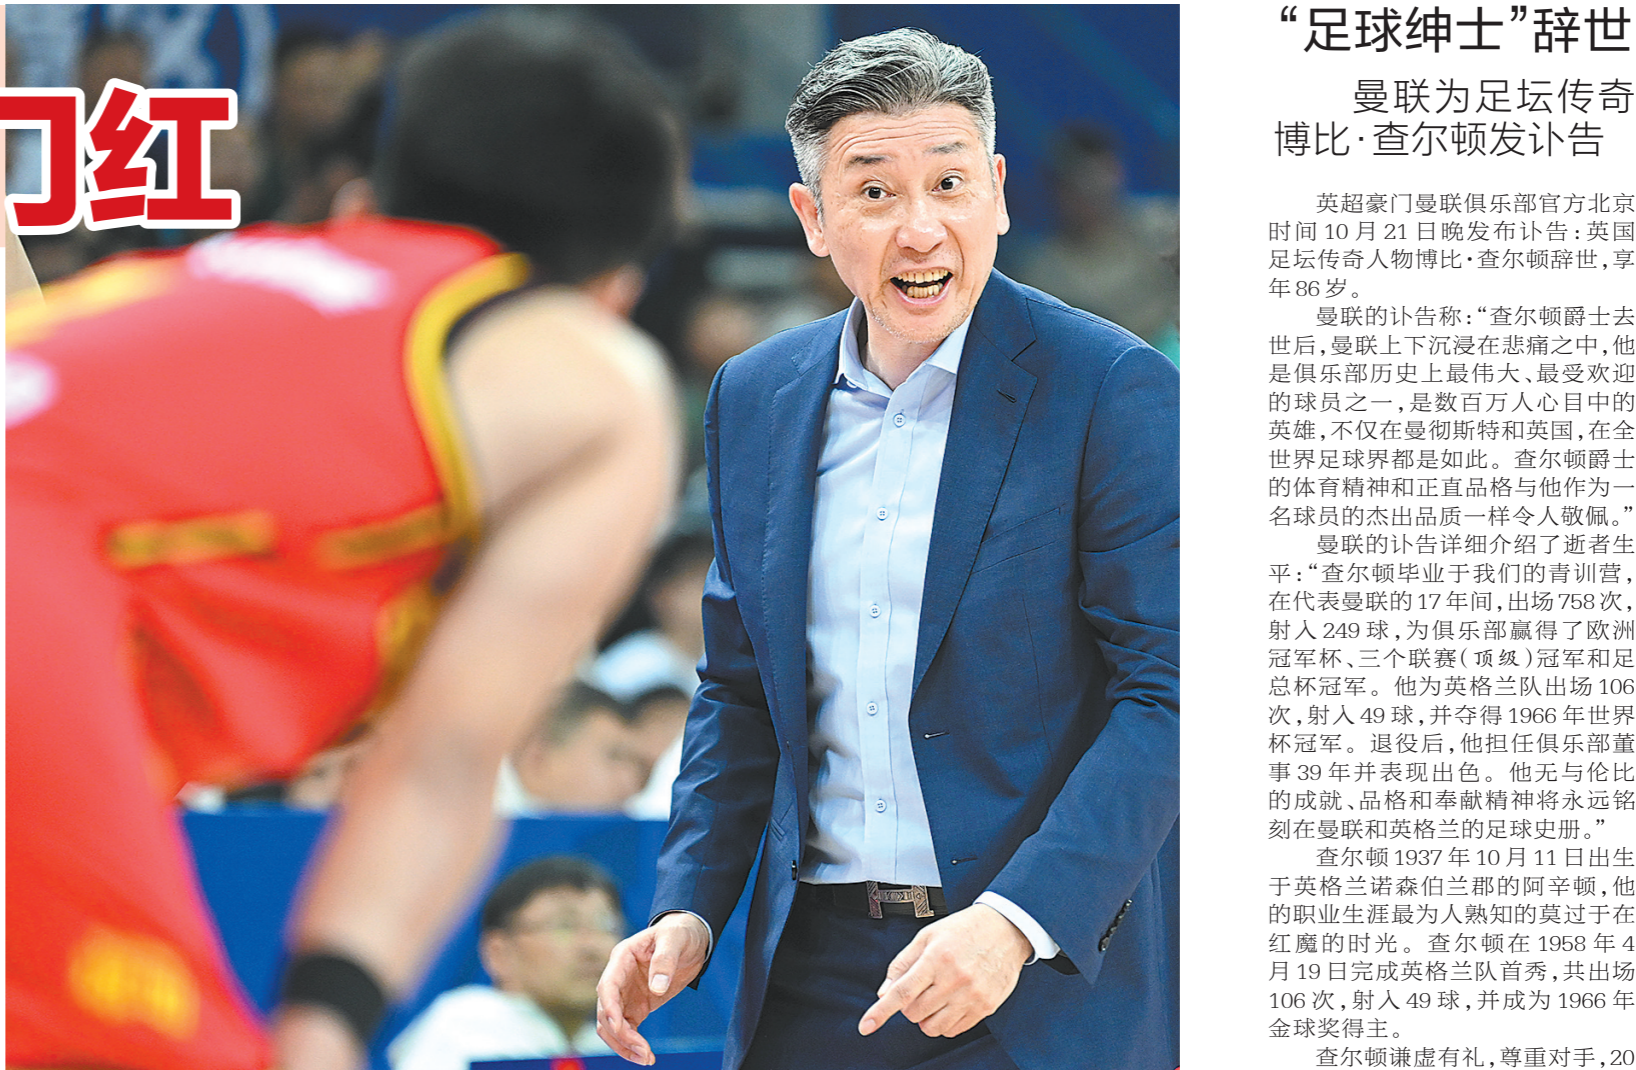 门红
“足球绅士”辞世
曼联为足坛传奇
博比·查尔顿发讣告
英超豪门曼联俱乐部官方北京
时间10月21日晚发布讣告:英国
足坛传奇人物博比·查尔顿辞世,享
年86岁。
曼联的讣告称:“查尔顿爵士去
世后,曼联上下沉浸在悲痛之中,他
是俱乐部历史上最伟大、最受欢迎
的球员之一,是数百万人心目中的
英雄,不仅在曼彻斯特和英国,在全
世界足球界都是如此。查尔顿爵士
的体育精神和正直品格与他作为一
名球员的杰出品质一样令人敬佩。”
曼联的讣告详细介绍了逝者生
平:“查尔顿毕业于我们的青训营,
在代表曼联的17年间,出场758次,
射入249球,为俱乐部赢得了欧洲
冠军杯、三个联赛(顶级)冠军和足
总杯冠军。他为英格兰队出场106
次,射入49球,并夺得1966年世界
杯冠军。退役后,他担任俱乐部董
事39年并表现出色。他无与伦比
的成就、品格和奉献精神将永远铭
刻在曼联和英格兰的足球史册。”
查尔顿1937年10月11日出生
于英格兰诺森伯兰郡的阿辛顿,他
的职业生涯最为人熟知的莫过于在
红魔的时光。查尔顿在1958年4
月19日完成英格兰队首秀,共出场
106次,射入49球,并成为1966年
金球奖得主。
查尔顿谦虚有礼,尊重对手,20